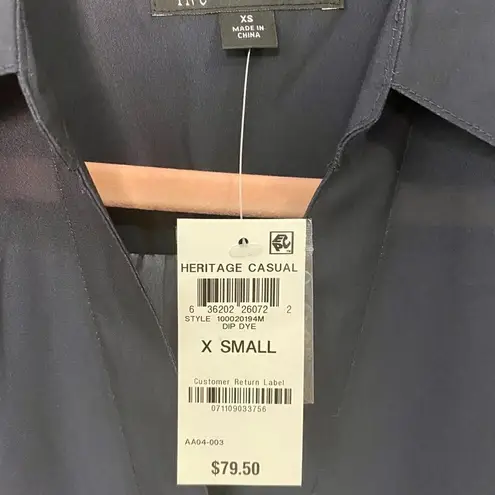 XS
MADE IN
CHINA
HERITAGE CASUAL
6 36202 26072 2
STYLE 100020194M
DIP DYE
X SMALL
Customer Return Label
071109033756
AA04-003
$79.50